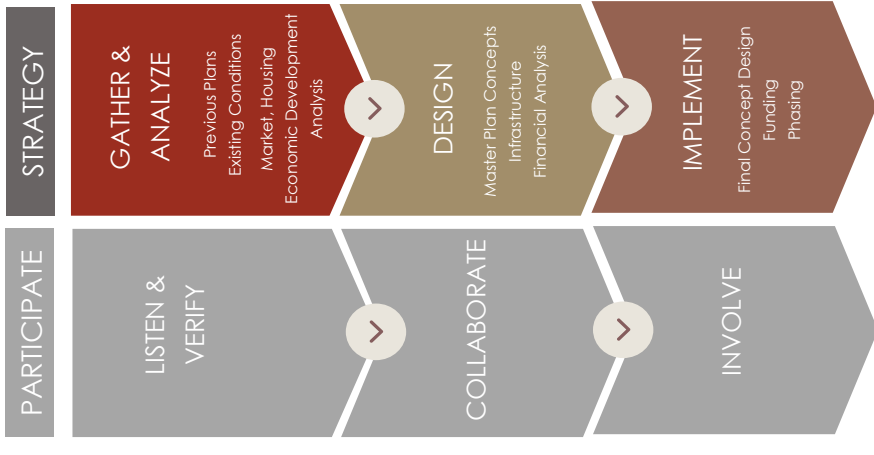 PARTICIPATE
LISTEN &
VERIFY
COLLABORATE
INVOLVE
STRATEGY
GATHER &
ANALYZE
Previous Plans
Existing Conditions
Market, Housing
Economic Development
Analysis
DESIGN
Master Plan Concepts
Infrastructure
Financial Analysis
IMPLEMENT
Final Concept Design
Funding
Phasing